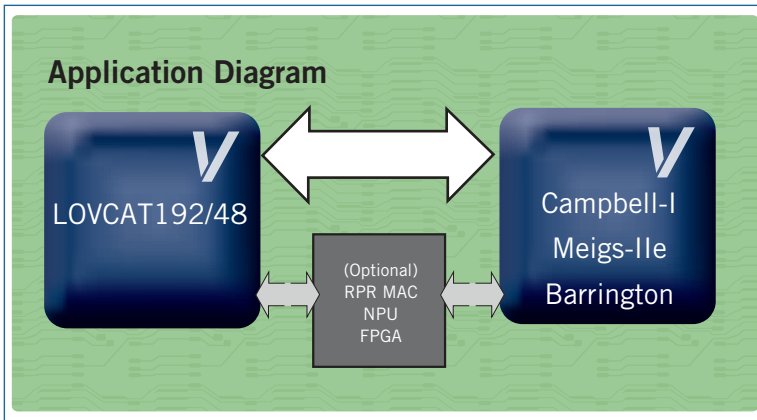 Application Diagram
LOVCAT192/48
Campbell-I
Meigs-IIe
Barrington
(Optional)
RPR MAC
NPU
FPGA